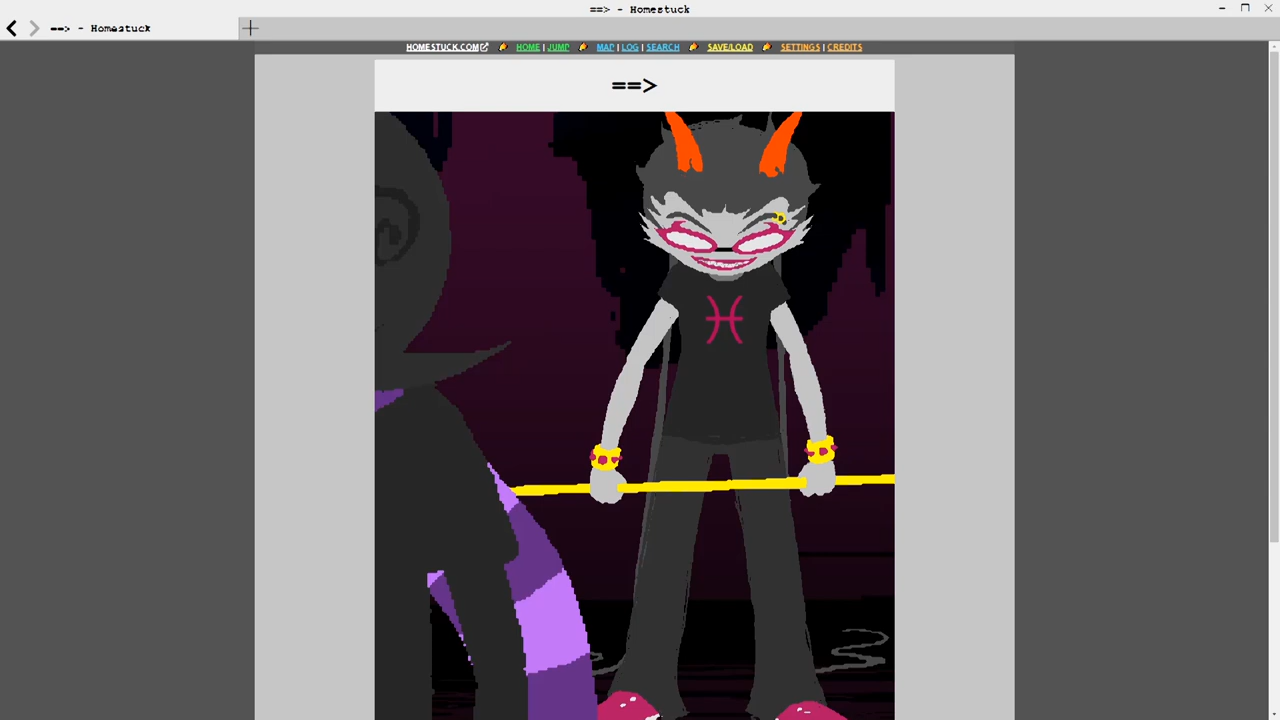 ==> - Homestuck
==> - Homestuck
HOMESTUCK.COM HOME | JUMP MAP | LOG | SEARCH SAVE/LOAD SETTINGS | CREDITS
==>